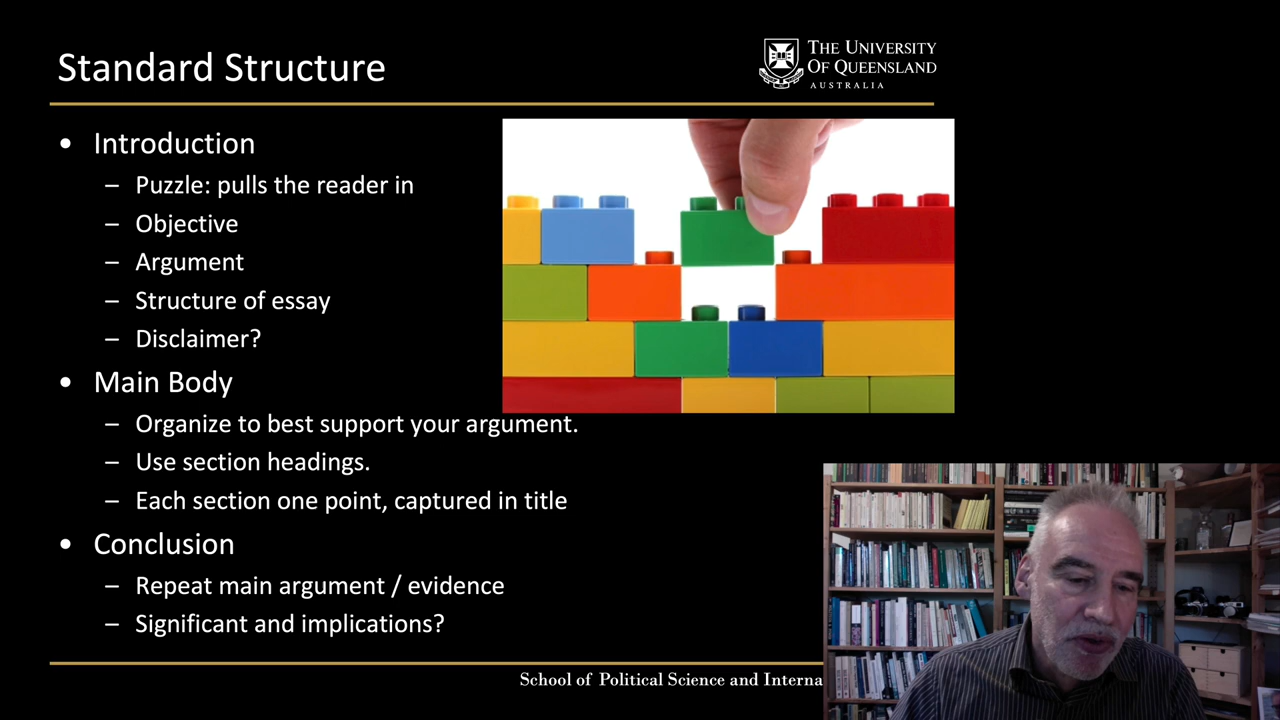 Standard Structure
THE UNIVERSITY
OF QUEENSLAND
AUSTRALIA
• Introduction
– Puzzle: pulls the reader in
– Objective
– Argument
– Structure of essay
– Disclaimer?
• Main Body
– Organize to best support your argument.
– Use section headings.
– Each section one point, captured in title
• Conclusion
– Repeat main argument / evidence
– Significant and implications?
School of Political Science and Interna